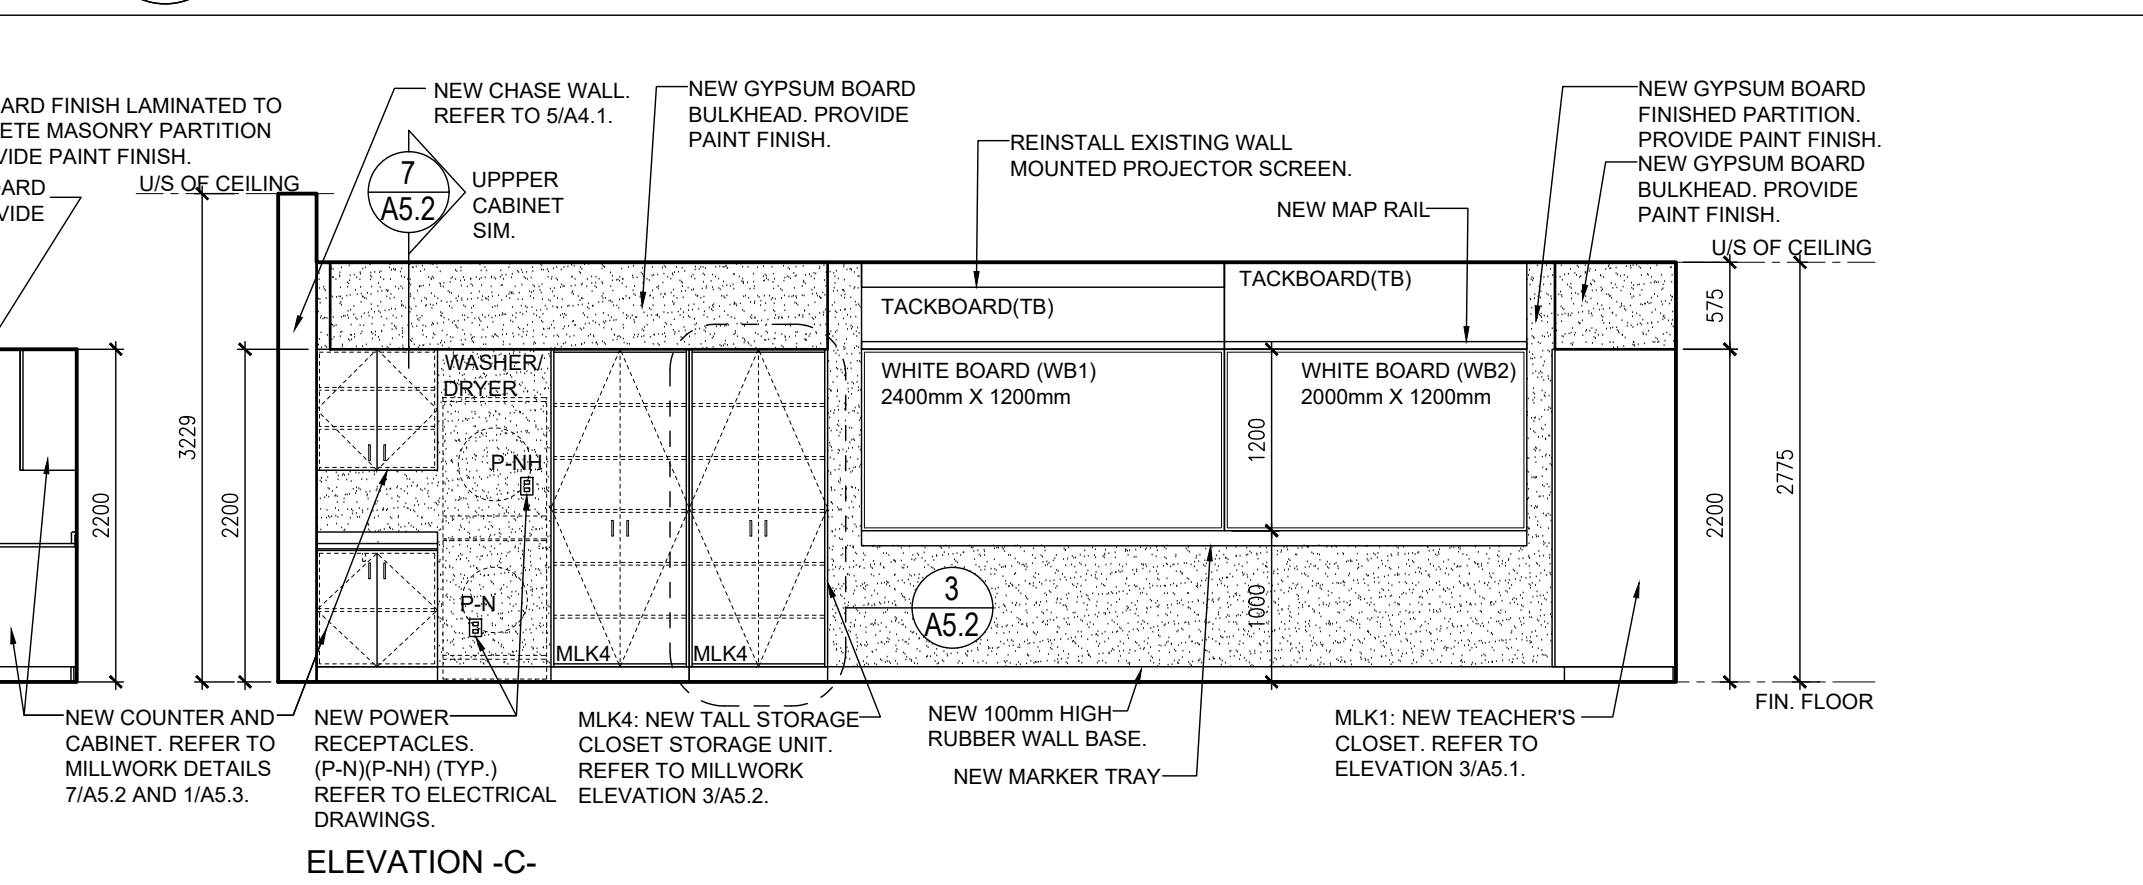 ARD FINISH LAMINATED TO
ETE MASONRY PARTITION
VIDE PAINT FINISH.
ARD
VIDE
U/S OF CEILING
NEW CHASE WALL.
REFER TO 5/A4.1.
7
A5.2
UPPPER
CABINET
SIM.
NEW GYPSUM BOARD
BULKHEAD. PROVIDE
PAINT FINISH.
REINSTALL EXISTING WALL
MOUNTED PROJECTOR SCREEN.
NEW MAP RAIL
NEW GYPSUM BOARD
FINISHED PARTITION.
PROVIDE PAINT FINISH.
NEW GYPSUM BOARD
BULKHEAD. PROVIDE
PAINT FINISH.
U/S OF CEILING
TACKBOARD(TB)
TACKBOARD(TB)
575
WASHER/
DRYER
WHITE BOARD (WB1)
2400mm X 1200mm
WHITE BOARD (WB2)
2000mm X 1200mm
2200
3229
2200
P-NH
1200
2200
2775
P-N
MLK4
MLK4
3
A5.2
1000
FIN. FLOOR
NEW COUNTER AND
CABINET. REFER TO
MILLWORK DETAILS
7/A5.2 AND 1/A5.3.
NEW POWER
RECEPTACLES.
(P-N)(P-NH) (TYP.)
REFER TO ELECTRICAL
DRAWINGS.
MLK4: NEW TALL STORAGE
CLOSET STORAGE UNIT.
REFER TO MILLWORK
ELEVATION 3/A5.2.
NEW 100mm HIGH
RUBBER WALL BASE.
NEW MARKER TRAY
MLK1: NEW TEACHER'S
CLOSET. REFER TO
ELEVATION 3/A5.1.
ELEVATION -C-